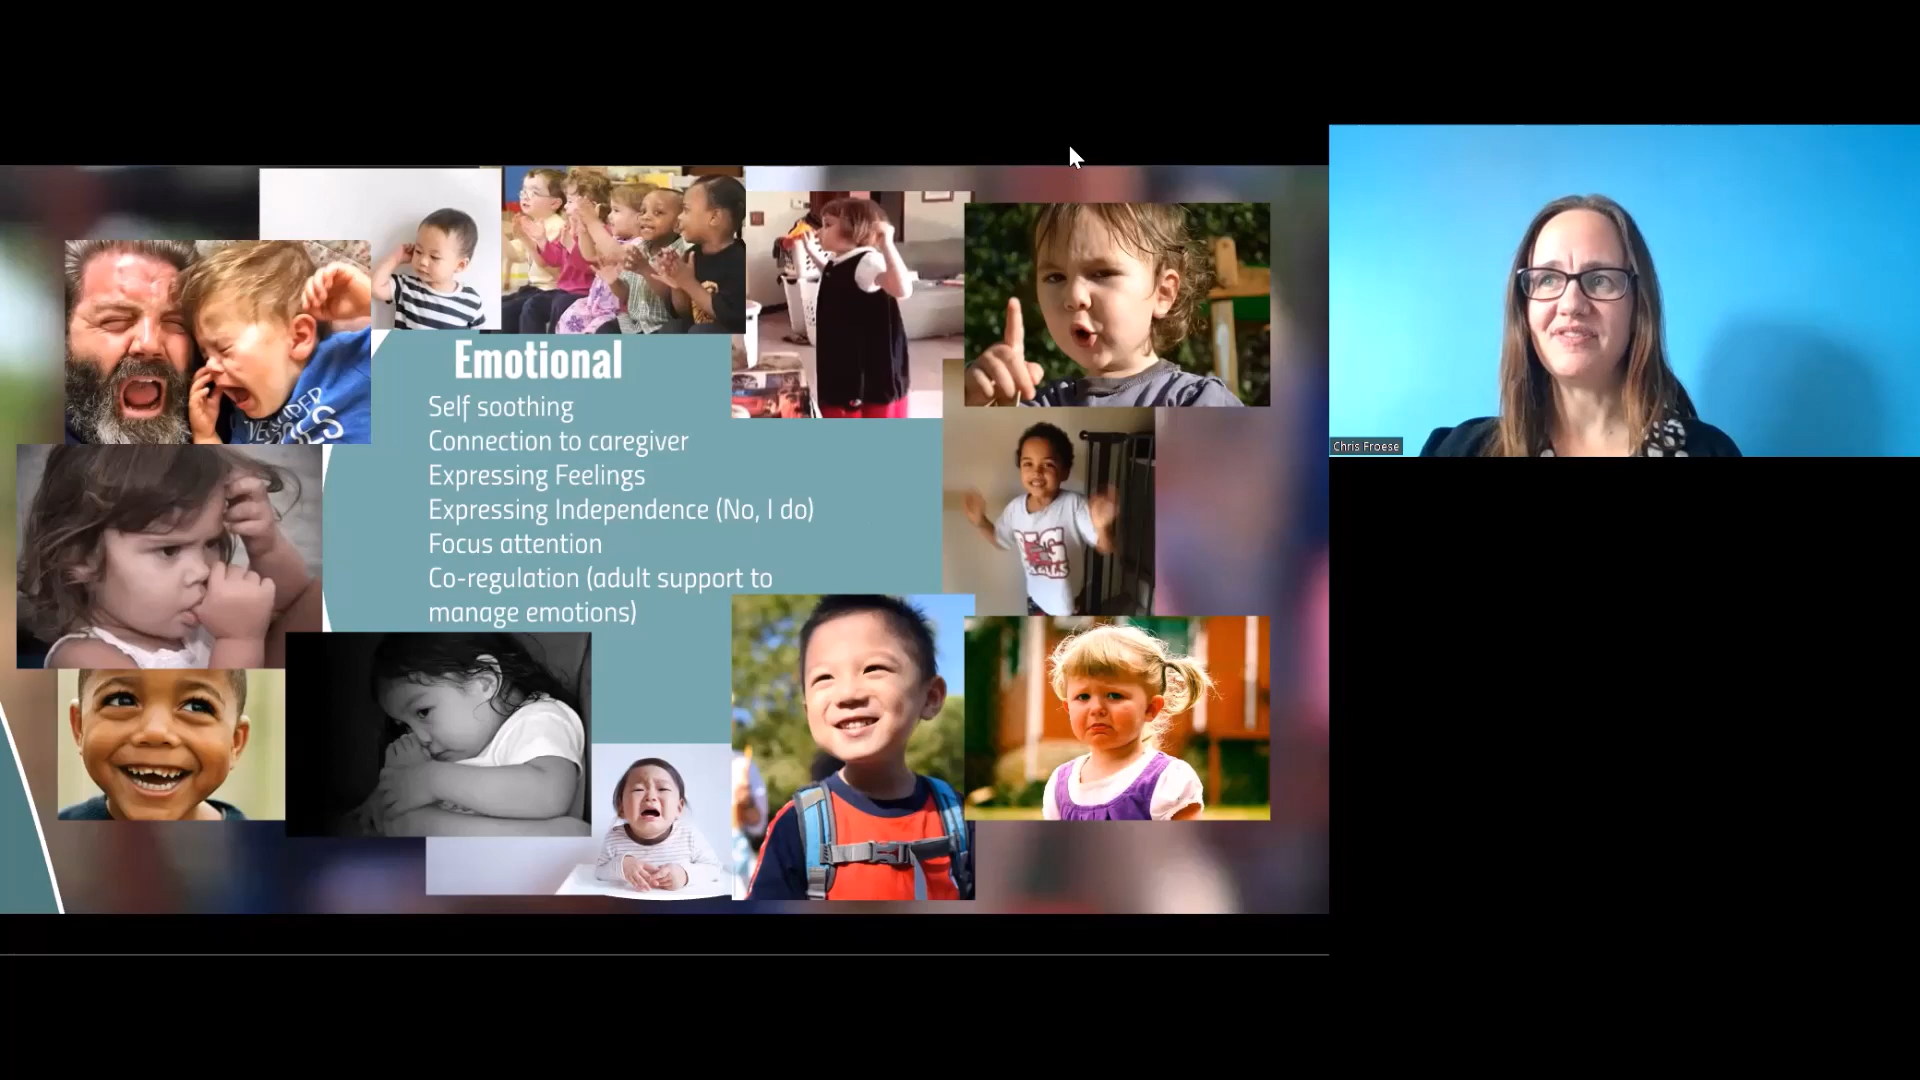 Emotional
Self soothing
Connection to caregiver
Expressing Feelings
Expressing Independence (No, I do)
Focus attention
Co-regulation (adult support to
manage emotions)
Chris Froese